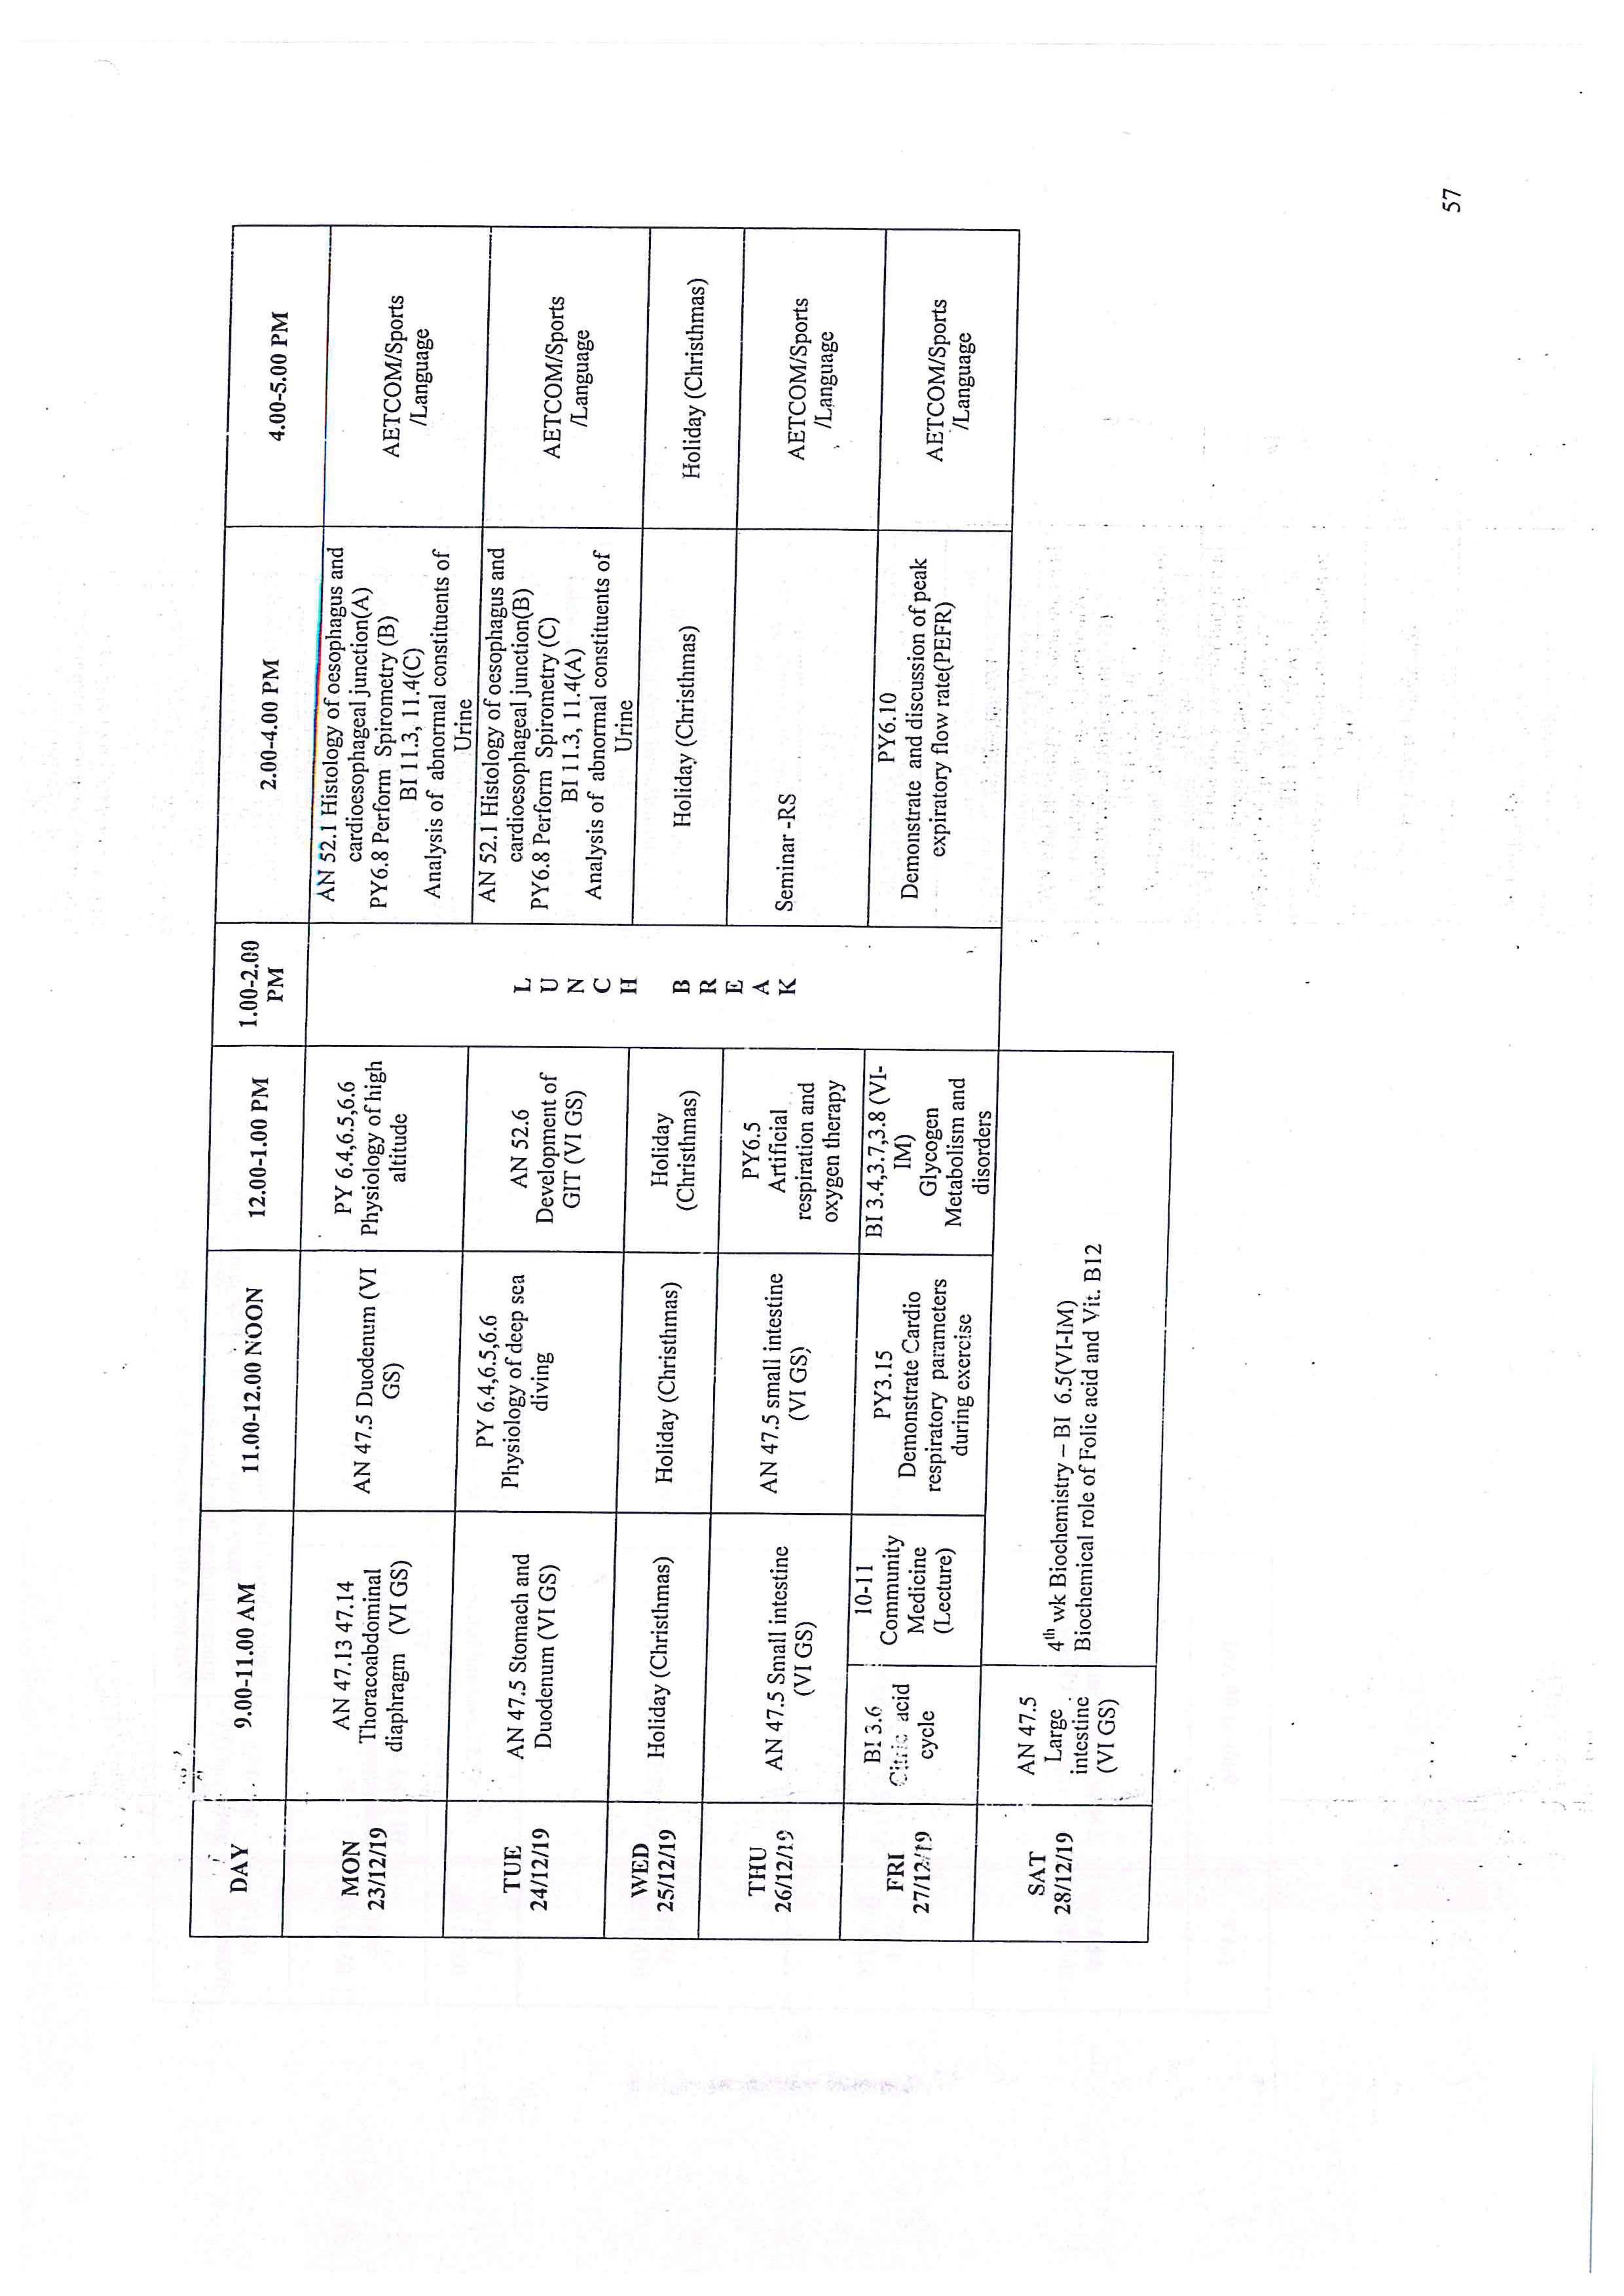 DAY
9.00-11.00 AM
11.00-12.00 NOON
12.00-1.00 PM
1.00-2.00
PM
2.00-4.00 PM
4.00-5.00 PM
MON
23/12/19
AN 47.13 47.14
Thoracoabdominal
diaphragm (VI GS)
AN 47.5 Duodenum (VI
GS)
PY 6.4,6.5,6.6
Physiology of high
altitude
L
U
N
C
H
B
R
E
A
K
AN 52.1 Histology of oesophagus and
cardioesophageal junction(A)
PY6.8 Perform Spirometry (B)
BI 11.3, 11.4(C)
Analysis of abnormal constituents of
Urine
AETCOM/Sports
/Language
TUE
24/12/19
AN 47.5 Stomach and
Duodenum (VI GS)
PY 6.4,6.5,6.6
Physiology of deep sea
diving
AN 52.6
Development of
GIT (VI GS)
AN 52.1 Histology of oesophagus and
cardioesophageal junction(B)
PY6.8 Perform Spirometry (C)
BI 11.3, 11.4(A)
Analysis of abnormal constituents of
Urine
AETCOM/Sports
/Language
WED
25/12/19
Holiday (Christhmas)
Holiday (Christhmas)
Holiday
(Christhmas)
Holiday (Christhmas)
Holiday (Christhmas)
THU
26/12/19
AN 47.5 Small intestine
(VI GS)
AN 47.5 small intestine
(VI GS)
PY6.5
Artificial
respiration and
oxygen therapy
Seminar -RS
AETCOM/Sports
/Language
FRI
27/12/19
BI 3.6
Citric acid
cycle
10-11
Community
Medicine
(Lecture)
PY3.15
Demonstrate Cardio
respiratory parameters
during exercise
BI 3.4,3.7,3.8 (VI-
IM)
Glycogen
Metabolism and
disorders
PY6.10
Demonstrate and discussion of peak
expiratory flow rate(PEFR)
AETCOM/Sports
/Language
SAT
28/12/19
AN 47.5
Large
intestine
(VI GS)
4th wk Biochemistry – BI 6.5(VI-IM)
Biochemical role of Folic acid and Vit. B12
57